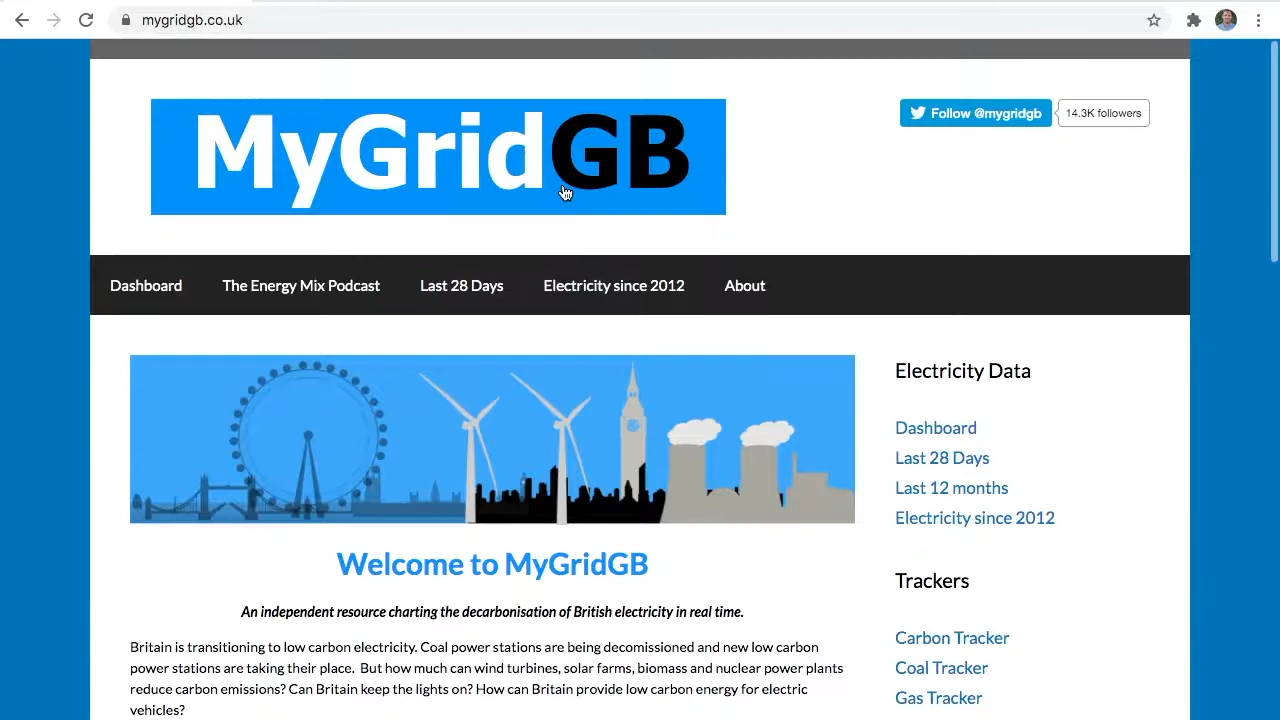 mygridgb.co.uk
MyGridGB
Follow @mygridgb
14.3K followers
Dashboard
The Energy Mix Podcast
Last 28 Days
Electricity since 2012
About
Welcome to MyGridGB
An independent resource charting the decarbonisation of British electricity in real time.
Britain is transitioning to low carbon electricity. Coal power stations are being decomissioned and new low carbon
power stations are taking their place. But how much can wind turbines, solar farms, biomass and nuclear power plants
reduce carbon emissions? Can Britain keep the lights on? How can Britain provide low carbon energy for electric
vehicles?
Electricity Data
Dashboard
Last 28 Days
Last 12 months
Electricity since 2012
Trackers
Carbon Tracker
Coal Tracker
Gas Tracker